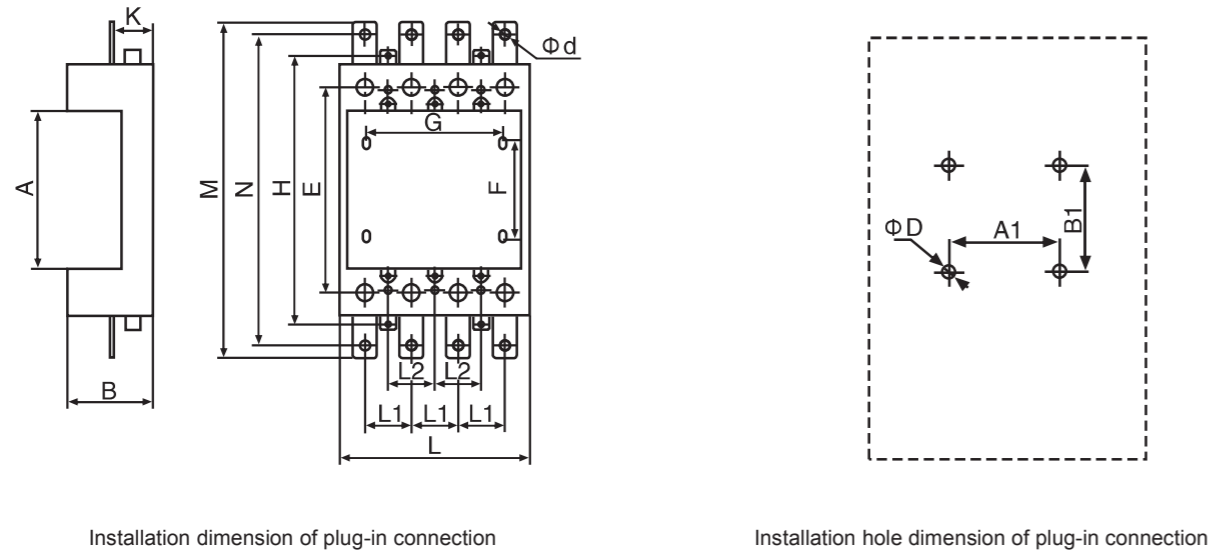 K
Φd
G
A
M
N
H
E
F
B
L2
L2
L1
L1
L1
L
ΦD
A1
B1
Installation dimension of plug-in connection
Installation hole dimension of plug-in connection